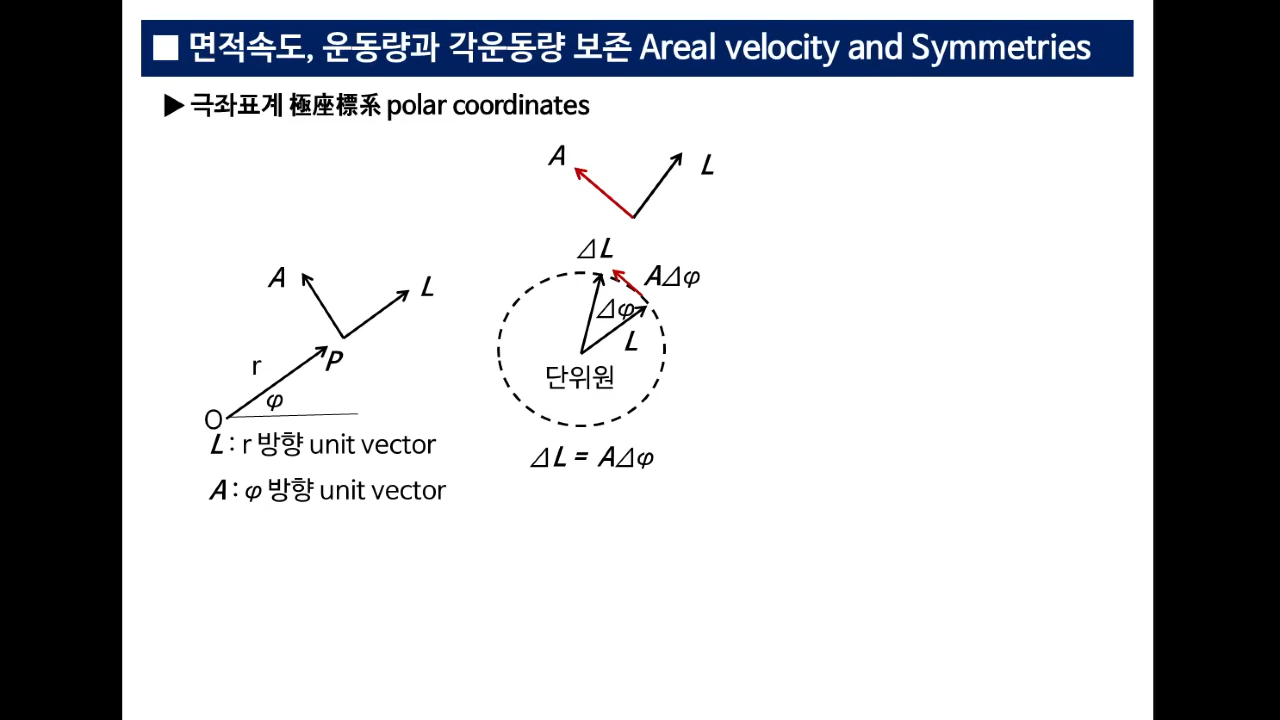 ■ 면적속도, 운동량과 각운동량 보존 Areal velocity and Symmetries
▶ 극좌표계 極座標系 polar coordinates
A
L
A
L
r
P
φ
O
L : r 방향 unit vector
A : φ 방향 unit vector
⊿L
A⊿φ
⊿φ
L
단위원
⊿L = A⊿φ